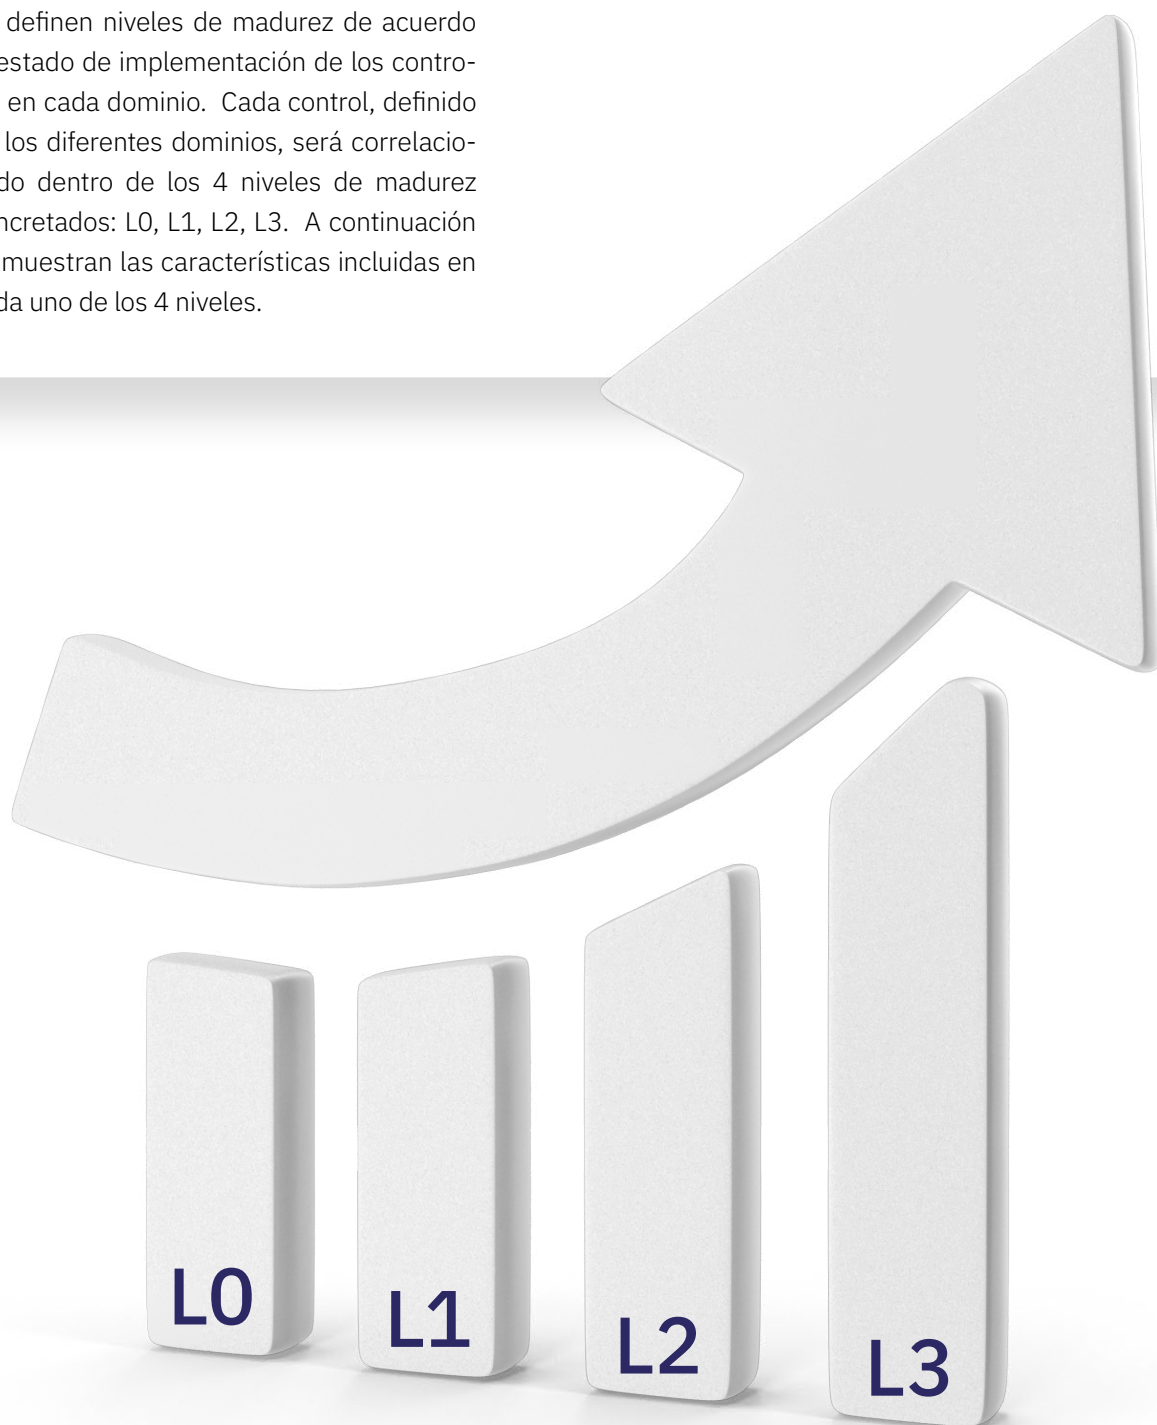 definen niveles de madurez de acuerdo
estado de implementación de los contro-
en cada dominio. Cada control, definido
los diferentes dominios, será correlacio-
do dentro de los 4 niveles de madurez
ncretados: L0, L1, L2, L3. A continuación
muestran las características incluidas en
da uno de los 4 niveles.
L0
L1
L2
L3